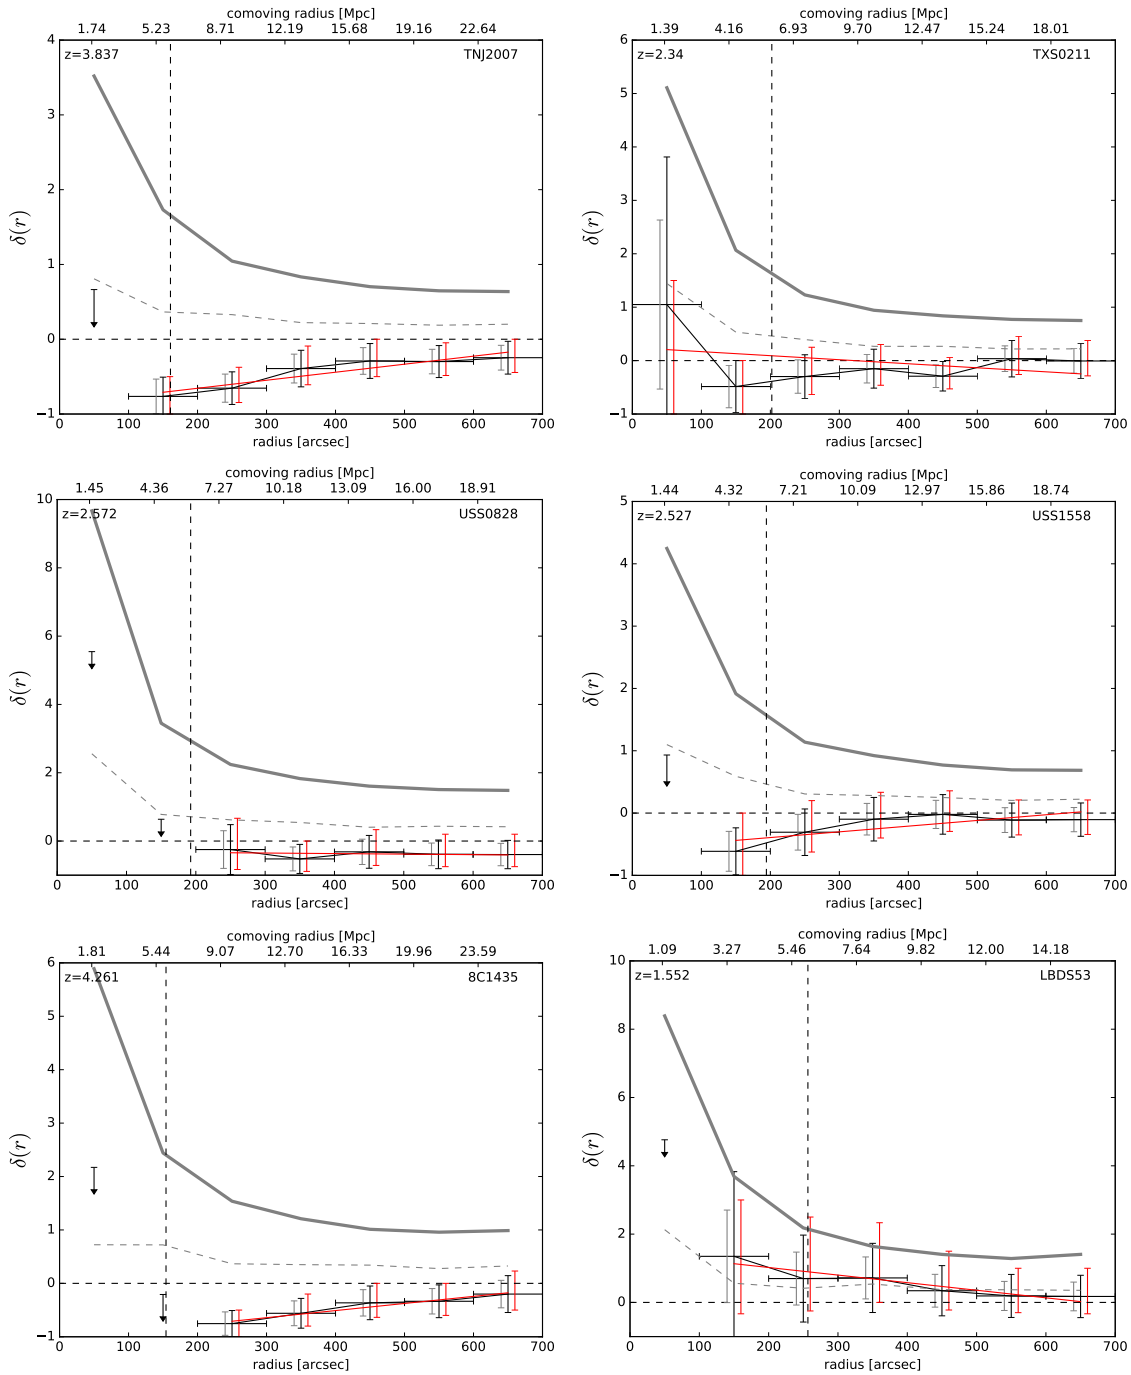 comoving radius [Mpc]
1.74 5.23 8.71 12.19 15.68 19.16 22.64
z=3.837 TNJ2007
4
3
2
1
0
−1
δ(r)
0 100 200 300 400 500 600 700
radius [arcsec]
comoving radius [Mpc]
1.39 4.16 6.93 9.70 12.47 15.24 18.01
z=2.34 TXS0211
6
5
4
3
2
1
0
−1
δ(r)
0 100 200 300 400 500 600 700
radius [arcsec]
comoving radius [Mpc]
1.45 4.36 7.27 10.18 13.09 16.00 18.91
z=2.572 USS0828
10
8
6
4
2
0
δ(r)
0 100 200 300 400 500 600 700
radius [arcsec]
comoving radius [Mpc]
1.44 4.32 7.21 10.09 12.97 15.86 18.74
z=2.527 USS1558
5
4
3
2
1
0
−1
δ(r)
0 100 200 300 400 500 600 700
radius [arcsec]
comoving radius [Mpc]
1.81 5.44 9.07 12.70 16.33 19.96 23.59
z=4.261 8C1435
6
5
4
3
2
1
0
−1
δ(r)
0 100 200 300 400 500 600 700
radius [arcsec]
comoving radius [Mpc]
1.09 3.27 5.46 7.64 9.82 12.00 14.18
z=1.552 LBDS53
10
8
6
4
2
0
δ(r)
0 100 200 300 400 500 600 700
radius [arcsec]